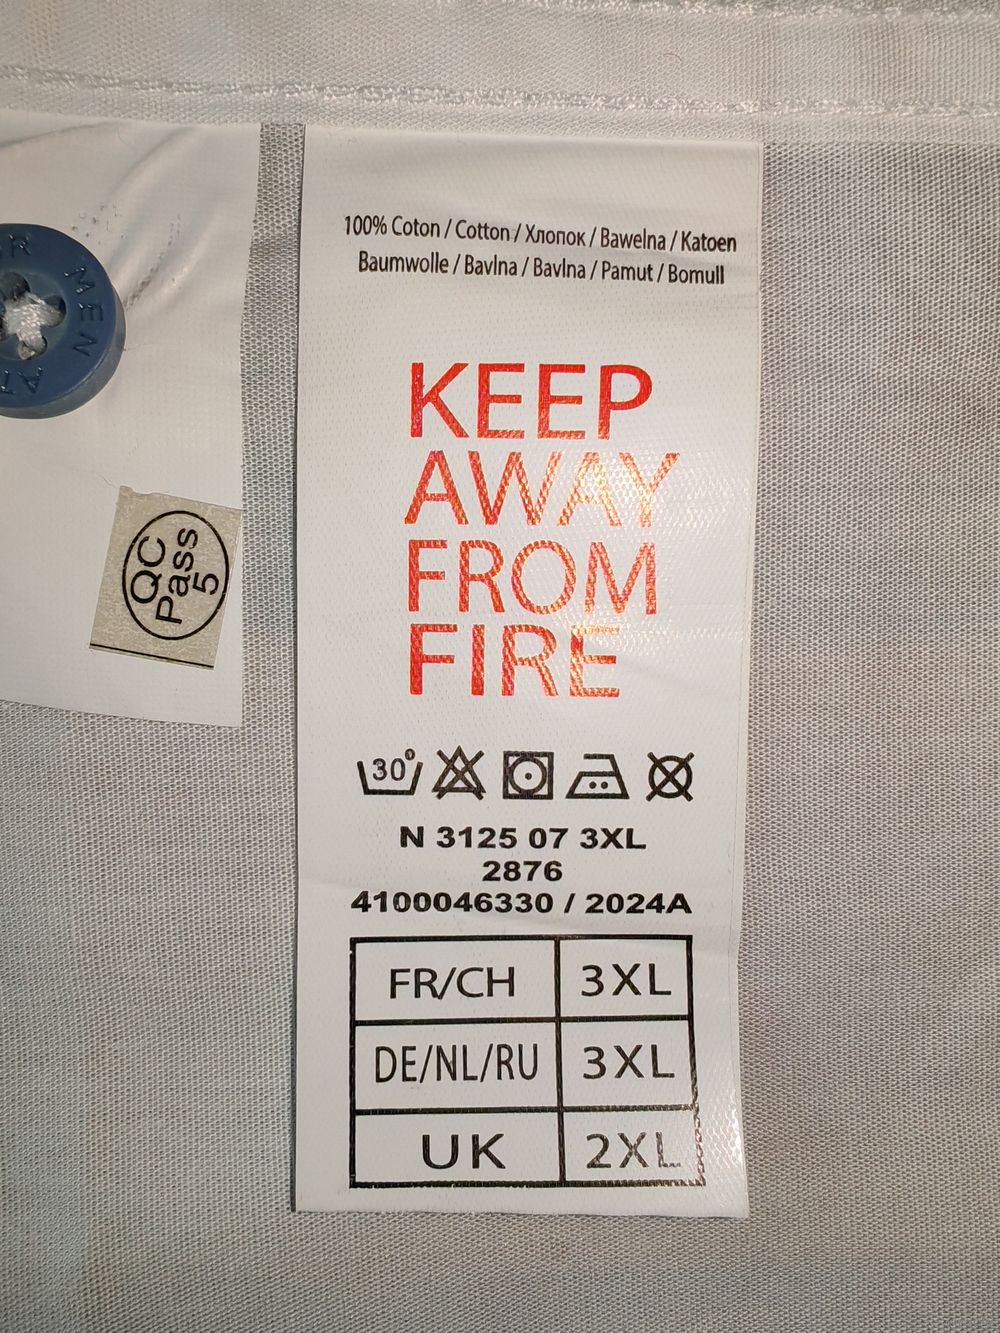 100% Coton / Cotton / Хлопок / Bawełna / Katoen
Baumwolle / Bavlna / Bavlna / Pamut / Bomull
KEEP
AWAY
FROM
FIRE
30°
N 3125 07 3XL
2876
4100046330 / 2024A
FR/CH 3XL
DE/NL/RU 3XL
UK 2XL
MEN
QC
Pass
5